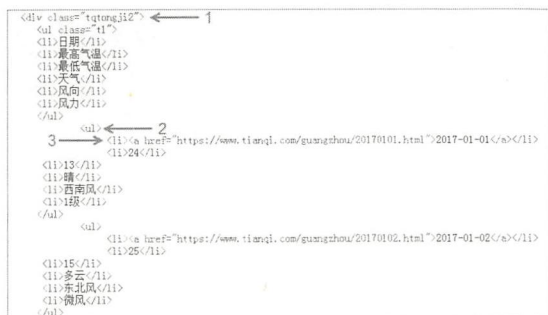 <div class="tqtongji2"> 1
<ul class="tl">
<li>日期</li>
<li>最高气温</li>
<li>最低气温</li>
<li>天气</li>
<li>风向</li>
<li>风力</li>
</ul>
<ul> 2
3 <li><a href="https://www.tianqi.com/guangzhou/20170101.html">2017-01-01</a></li>
<li>24</li>
<li>13</li>
<li>晴</li>
<li>西南风</li>
<li>1级</li>
</ul>
<ul>
<li><a href="https://www.tianqi.com/guangzhou/20170102.html">2017-01-02</a></li>
<li>25</li>
<li>15</li>
<li>多云</li>
<li>东北风</li>
<li>微风</li>
</ul>